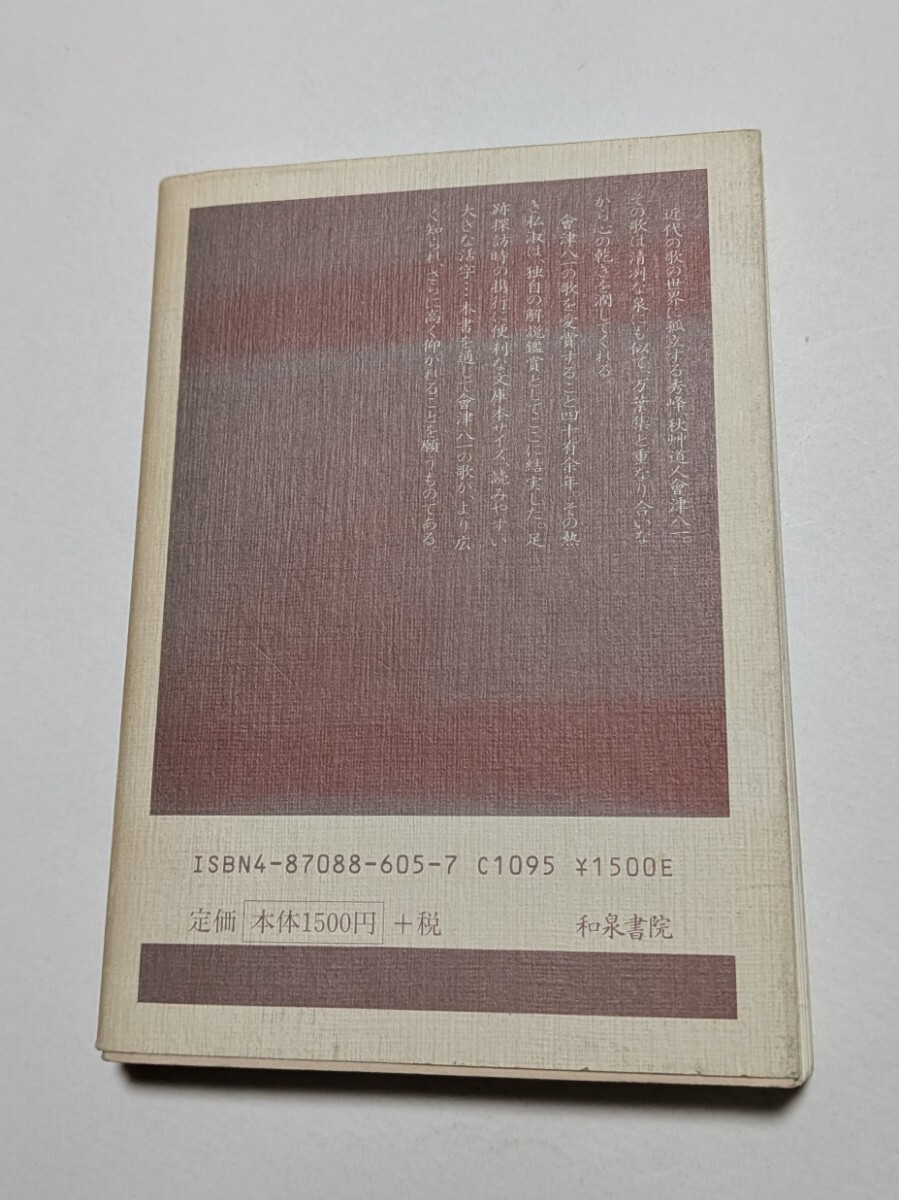 近代の歌の世界に孤立する秀峰、秋艸道人會津八一。
その歌は清冽な泉にも似て、万葉集と重なり合いな
がら心の乾きを潤してくれる。
會津八一の歌を愛賞すること四十有余年。その熱
き私淑は、独自の解説鑑賞としてここに結実した。足
跡探訪時の携行に便利な文庫本サイズ、読みやすい
大きな活字…本書を通じて會津八一の歌が、より広
く知られ、さらに高く仰がれることを願うものである。
ISBN4-87088-605-7 C1095 ¥1500E
定価 本体1500円 +税
和泉書院